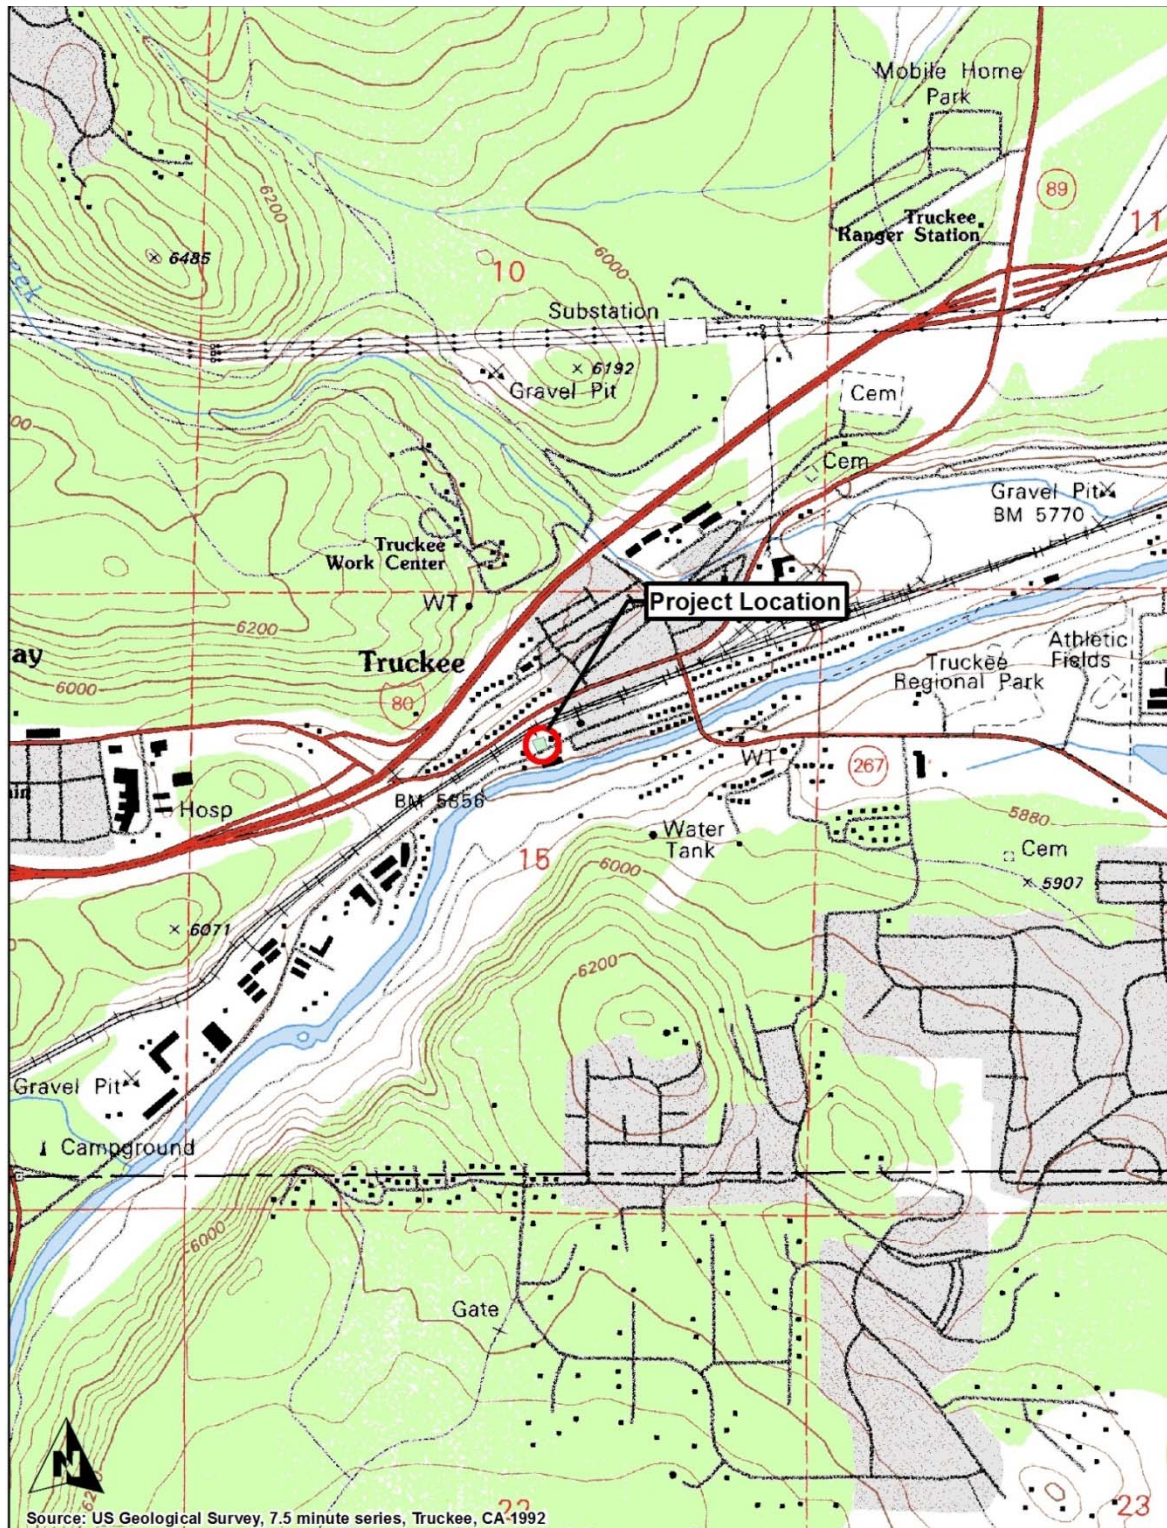 Mobile Home
Park
89
Truckee
Ranger Station
11
6200
6485
10
6000
Substation
6192
Gravel Pit
Cem
Cem
Gravel Pit
BM 5770
Truckee
Work Center
WT
Project Location
6200
Truckee
6000
80
Athletic
Fields
Truckee
Regional Park
WT
267
BM 5856
Hosp
Water
Tank
15
5880
6000
Cem
5907
6071
6200
Gravel Pit
Campground
6000
Gate
N
22
23
Source: US Geological Survey, 7.5 minute series, Truckee, CA 1992